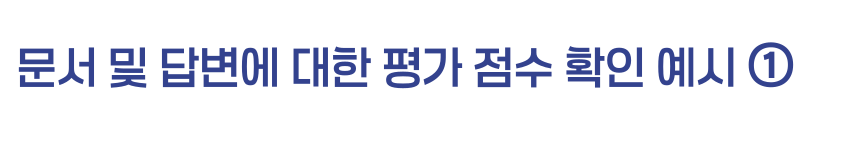 문서 및 답변에 대한 평가 점수 확인 예시 ①